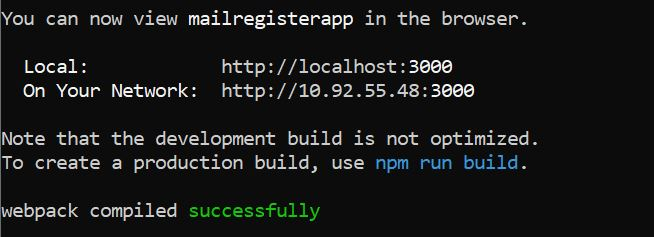 You can now view mailregisterapp in the browser.
Local: http://localhost:3000
On Your Network: http://10.92.55.48:3000
Note that the development build is not optimized.
To create a production build, use npm run build.
webpack compiled successfully